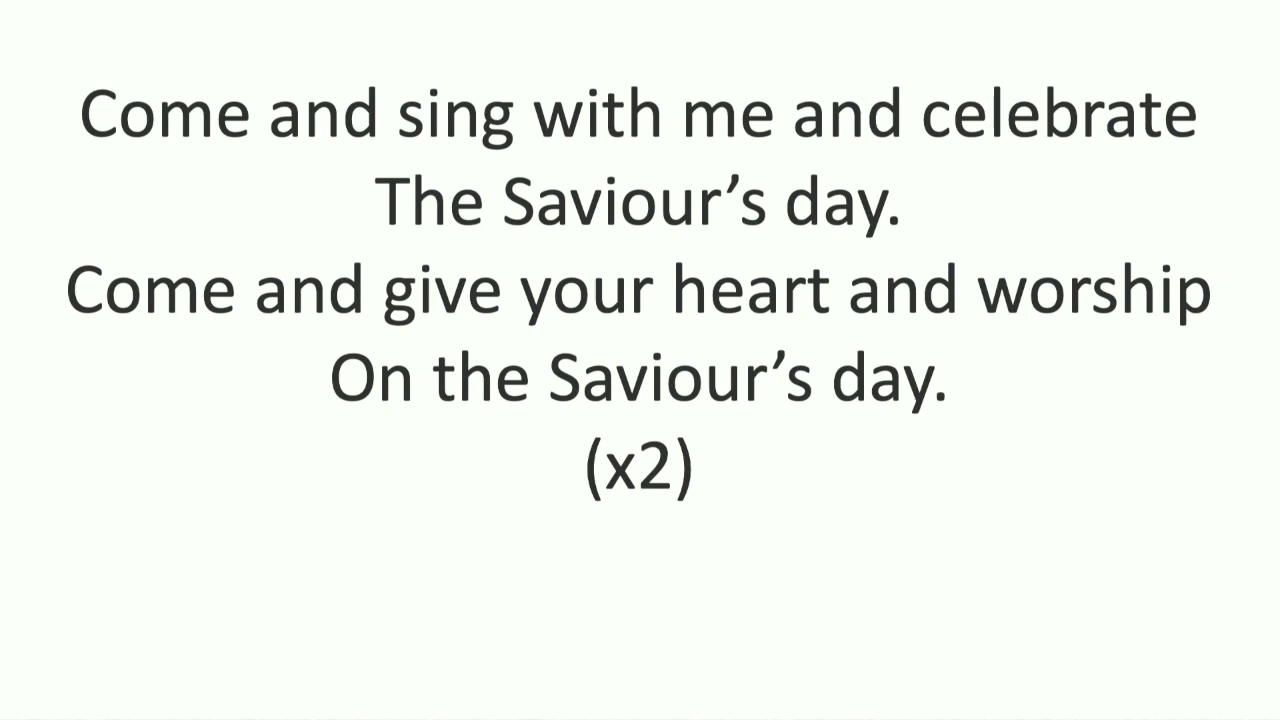 Come and sing with me and celebrate
The Saviour’s day.
Come and give your heart and worship
On the Saviour’s day.
(x2)